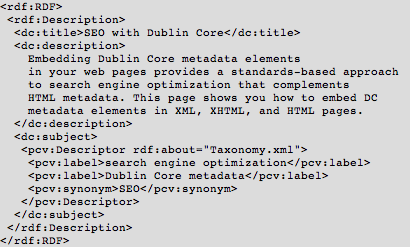 <rdf:RDF>
<rdf:Description>
<dc:title>SEO with Dublin Core</dc:title>
<dc:description>
Embedding Dublin Core metadata elements
in your web pages provides a standards-based approach
to search engine optimization that complements
HTML metadata. This page shows you how to embed DC
metadata elements in XML, XHTML, and HTML pages.
</dc:description>
<dc:subject>
<pcv:Descriptor rdf:about="Taxonomy.xml">
<pcv:label>search engine optimization</pcv:label>
<pcv:label>Dublin Core metadata</pcv:label>
<pcv:synonym>SEO</pcv:synonym>
</pcv:Descriptor>
</dc:subject>
</rdf:Description>
</rdf:RDF>